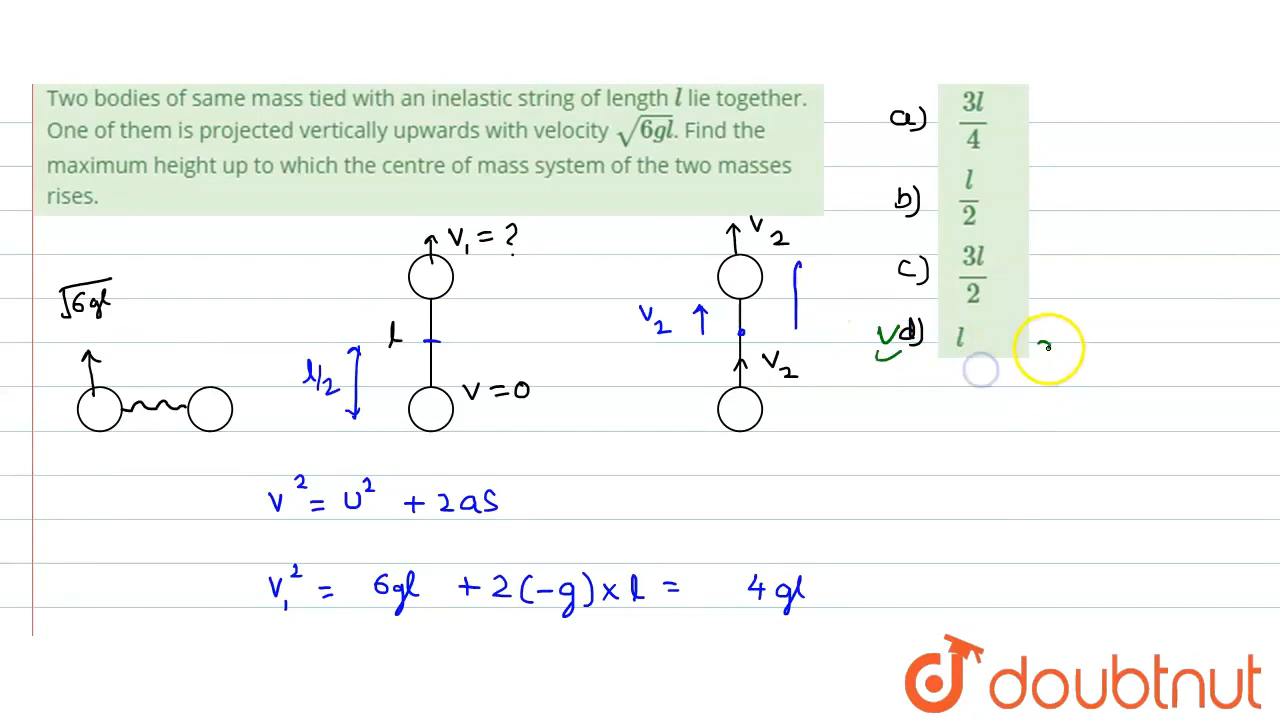 Two bodies of same mass tied with an inelastic string of length l lie together.
One of them is projected vertically upwards with velocity √6gl. Find the
maximum height up to which the centre of mass system of the two masses
rises.
a) 3l/4
b) l/2
c) 3l/2
d) l
√6gl
V₁ = ?
l
l/2
V = 0
V₂
V₂
V₂
V² = U² + 2aS
V₁² = 6gl + 2(-g) × l = 4gl
doubtnut